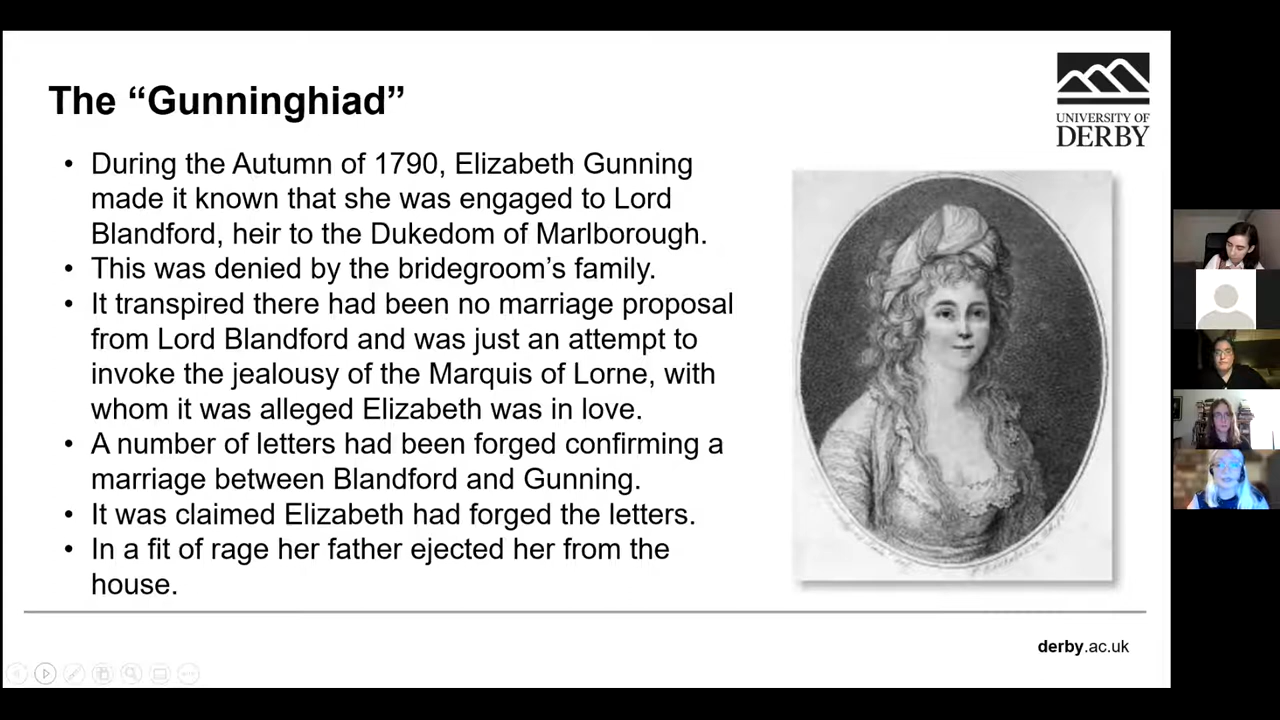 The “Gunninghiad”
UNIVERSITY OF
DERBY
• During the Autumn of 1790, Elizabeth Gunning
made it known that she was engaged to Lord
Blandford, heir to the Dukedom of Marlborough.
• This was denied by the bridegroom’s family.
• It transpired there had been no marriage proposal
from Lord Blandford and was just an attempt to
invoke the jealousy of the Marquis of Lorne, with
whom it was alleged Elizabeth was in love.
• A number of letters had been forged confirming a
marriage between Blandford and Gunning.
• It was claimed Elizabeth had forged the letters.
• In a fit of rage her father ejected her from the
house.
derby.ac.uk